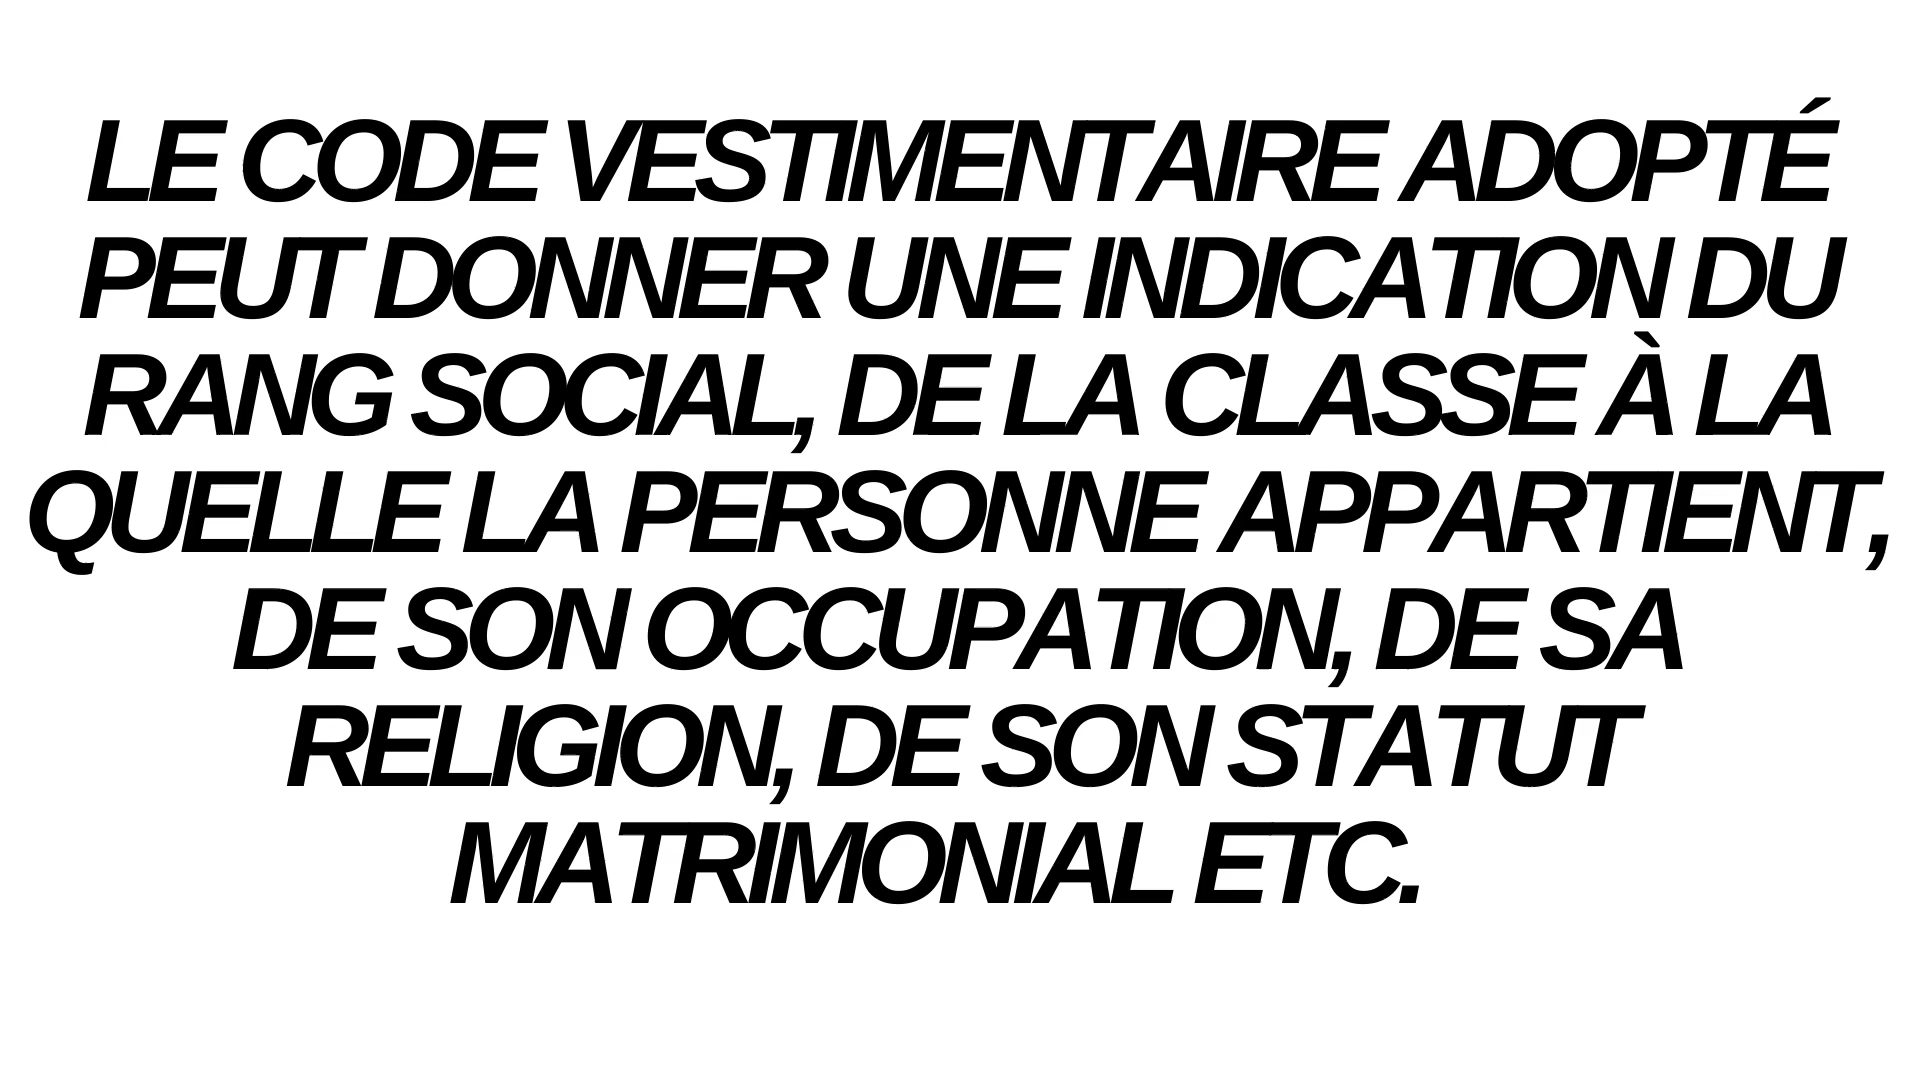 LE CODE VESTIMENTAIRE ADOPTÉ
PEUT DONNER UNE INDICATION DU
RANG SOCIAL, DE LA CLASSE À LA
QUELLE LA PERSONNE APPARTIENT,
DE SON OCCUPATION, DE SA
RELIGION, DE SON STATUT
MATRIMONIAL ETC.